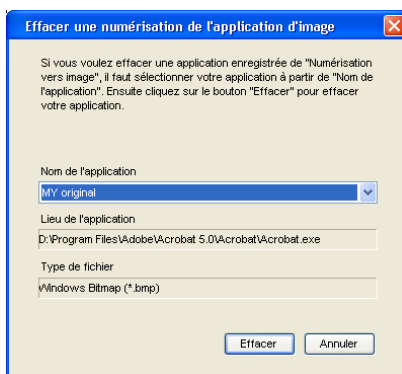 Effacer une numérisation de l'application d'image
Si vous voulez effacer une application enregistrée de "Numérisation
vers image", il faut sélectionner votre application à partir de "Nom de
l'application". Ensuite cliquez sur le bouton "Effacer" pour effacer
votre application.
Nom de l'application
MY original
Lieu de l'application
D:\Program Files\Adobe\Acrobat 5.0\Acrobat\Acrobat.exe
Type de fichier
Windows Bitmap (*.bmp)
Effacer
Annuler